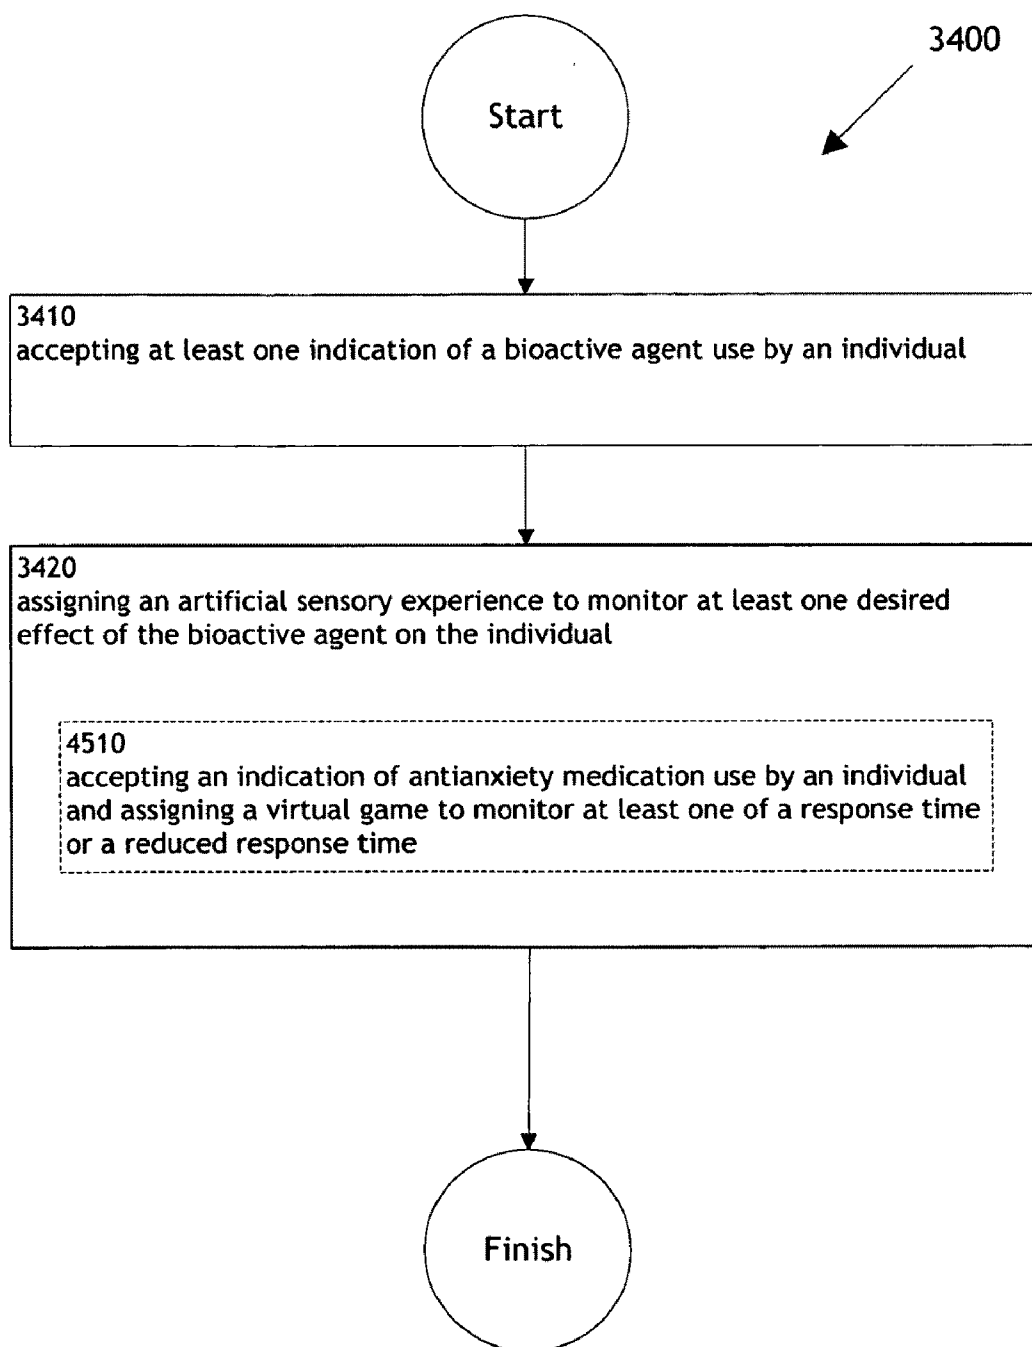 3400
Start
3410
accepting at least one indication of a bioactive agent use by an individual
3420
assigning an artificial sensory experience to monitor at least one desired
effect of the bioactive agent on the individual
4510
accepting an indication of antianxiety medication use by an individual
and assigning a virtual game to monitor at least one of a response time
or a reduced response time
Finish